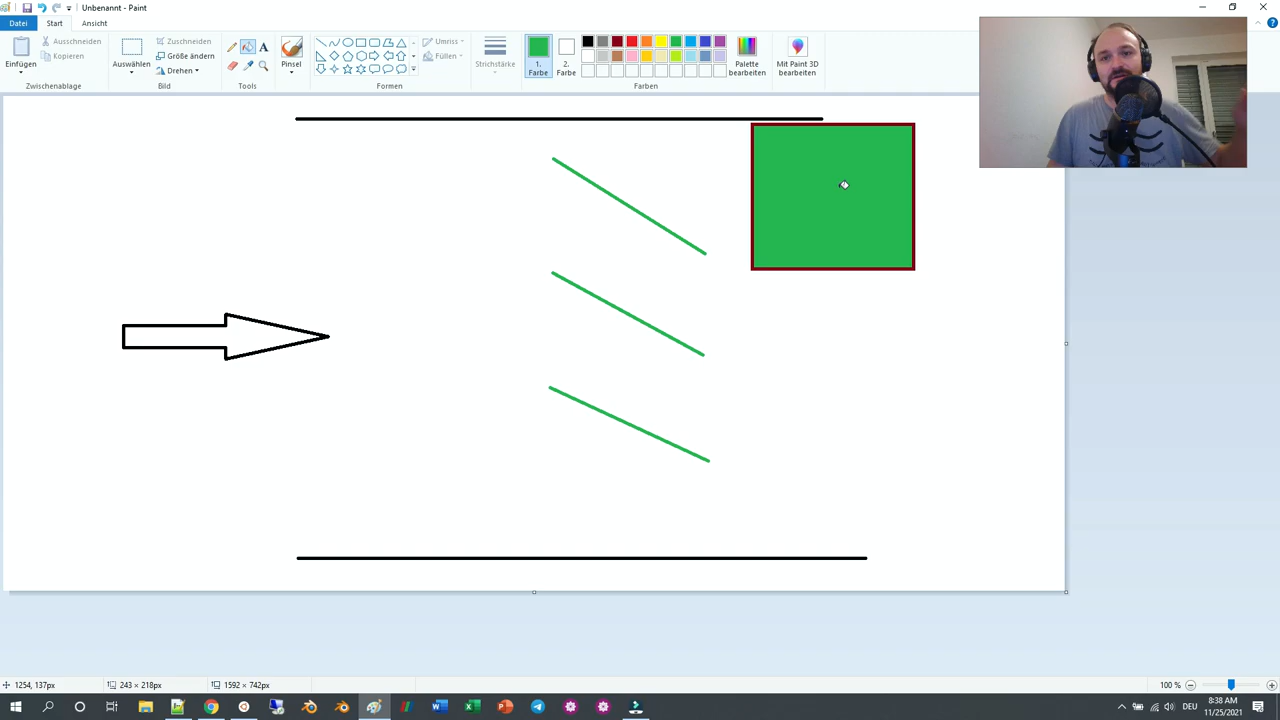 Unbenannt - Paint
Datei Start Ansicht
Einfügen
Ausschneiden
Kopieren
Zwischenablage
Auswählen
Zuschneiden
Größe ändern
Drehen
Bild
Tools
Pinsel
Umriss
Füllen
Formen
Strichstärke
1. Farbe
2. Farbe
Farben
Palette bearbeiten
Mit Paint 3D bearbeiten
1254, 137px 243 × 218px 1592 × 742px 100 %
DEU 8:38 AM
11/25/2021